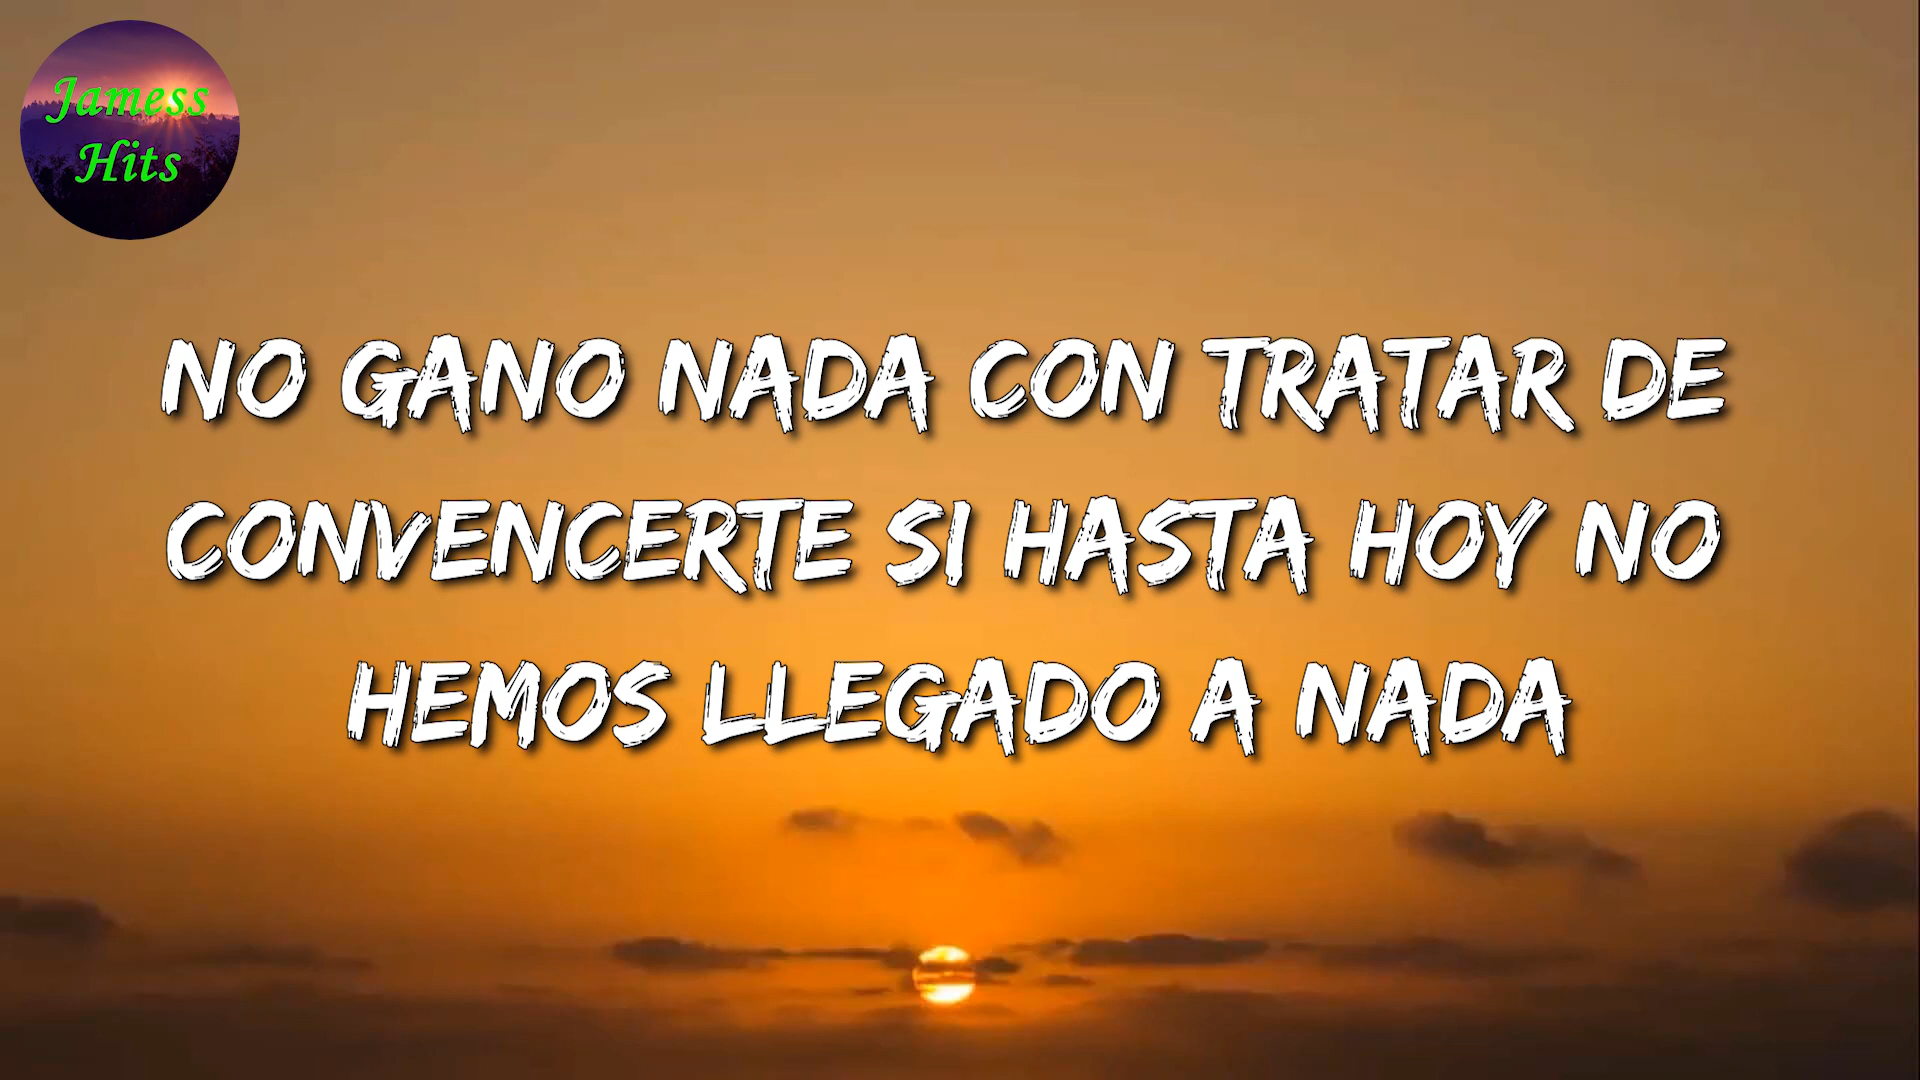 Jamess
Hits
NO GANO NADA CON TRATAR DE
CONVENCERTE SI HASTA HOY NO
HEMOS LLEGADO A NADA